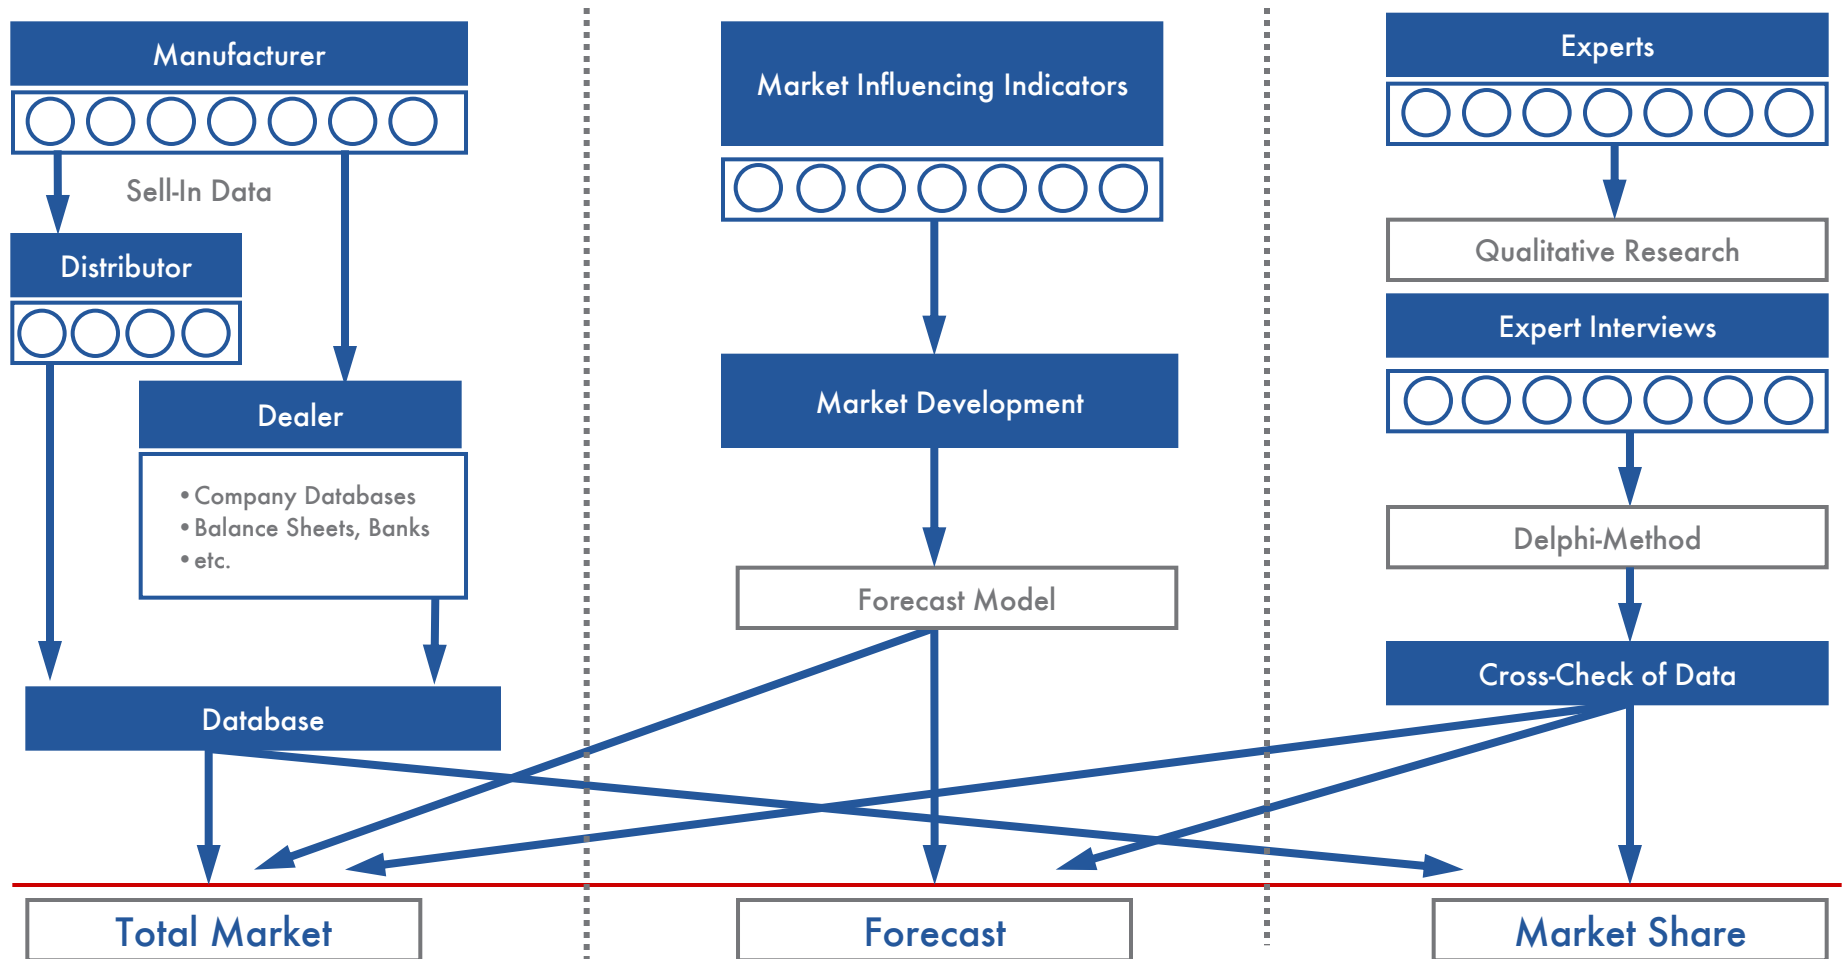 Manufacturer
Sell-In Data
Distributor
Dealer
• Company Databases
• Balance Sheets, Banks
• etc.
Database
Total Market
Market Influencing Indicators
Market Development
Forecast Model
Forecast
Experts
Qualitative Research
Expert Interviews
Delphi-Method
Cross-Check of Data
Market Share